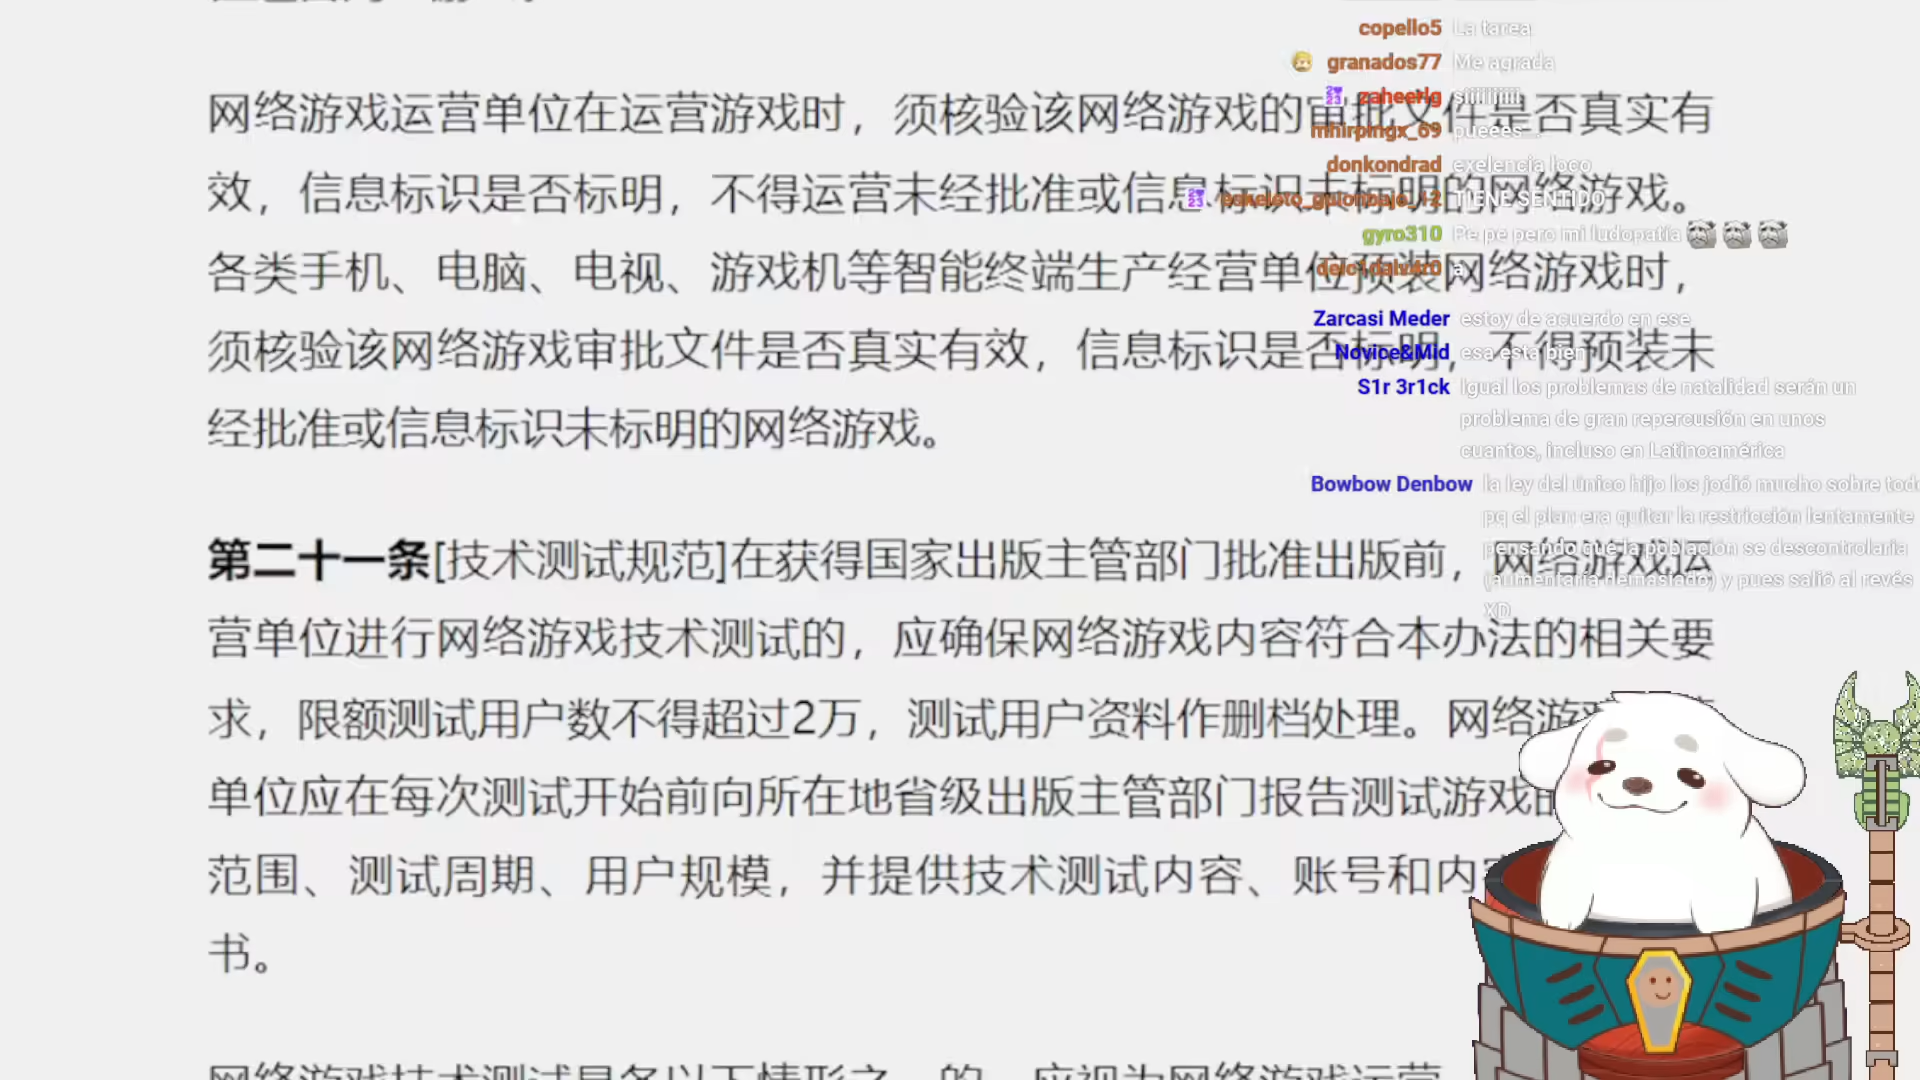 网络游戏运营单位在运营游戏时，须核验该网络游戏的审批文件是否真实有
效，信息标识是否标明，不得运营未经批准或信息标识未标明的网络游戏。
各类手机、电脑、电视、游戏机等智能终端生产经营单位预装网络游戏时，
须核验该网络游戏审批文件是否真实有效，信息标识是否标明，不得预装未
经批准或信息标识未标明的网络游戏。
第二十一条[技术测试规范]在获得国家出版主管部门批准出版前，网络游戏运
营单位进行网络游戏技术测试的，应确保网络游戏内容符合本办法的相关要
求，限额测试用户数不得超过2万，测试用户资料作删档处理。网络游
单位应在每次测试开始前向所在地省级出版主管部门报告测试游戏
范围、测试周期、用户规模，并提供技术测试内容、账号和内
书。
copello5 La tarea
granados77 Me agrada
zaheerlg siiiijiiii
mhirpingx_69 pueees...
donkondrad exelencia loco
TIENE SENTIDO
gyro310 Pe pe pero mi ludopatía
a
Zarcasi Meder estoy de acuerdo en ese
Novice&Mid esa esta bien
S1r 3r1ck Igual los problemas de natalidad serán un
problema de gran repercusión en unos
cuantos, incluso en Latinoamérica
Bowbow Denbow la ley del único hijo los jodió mucho sobre tod
pq el plan era quitar la restricción lentamente
pensando que la población se descontrolaria
(aumentaría demasiado) y pues salió al revés
XD